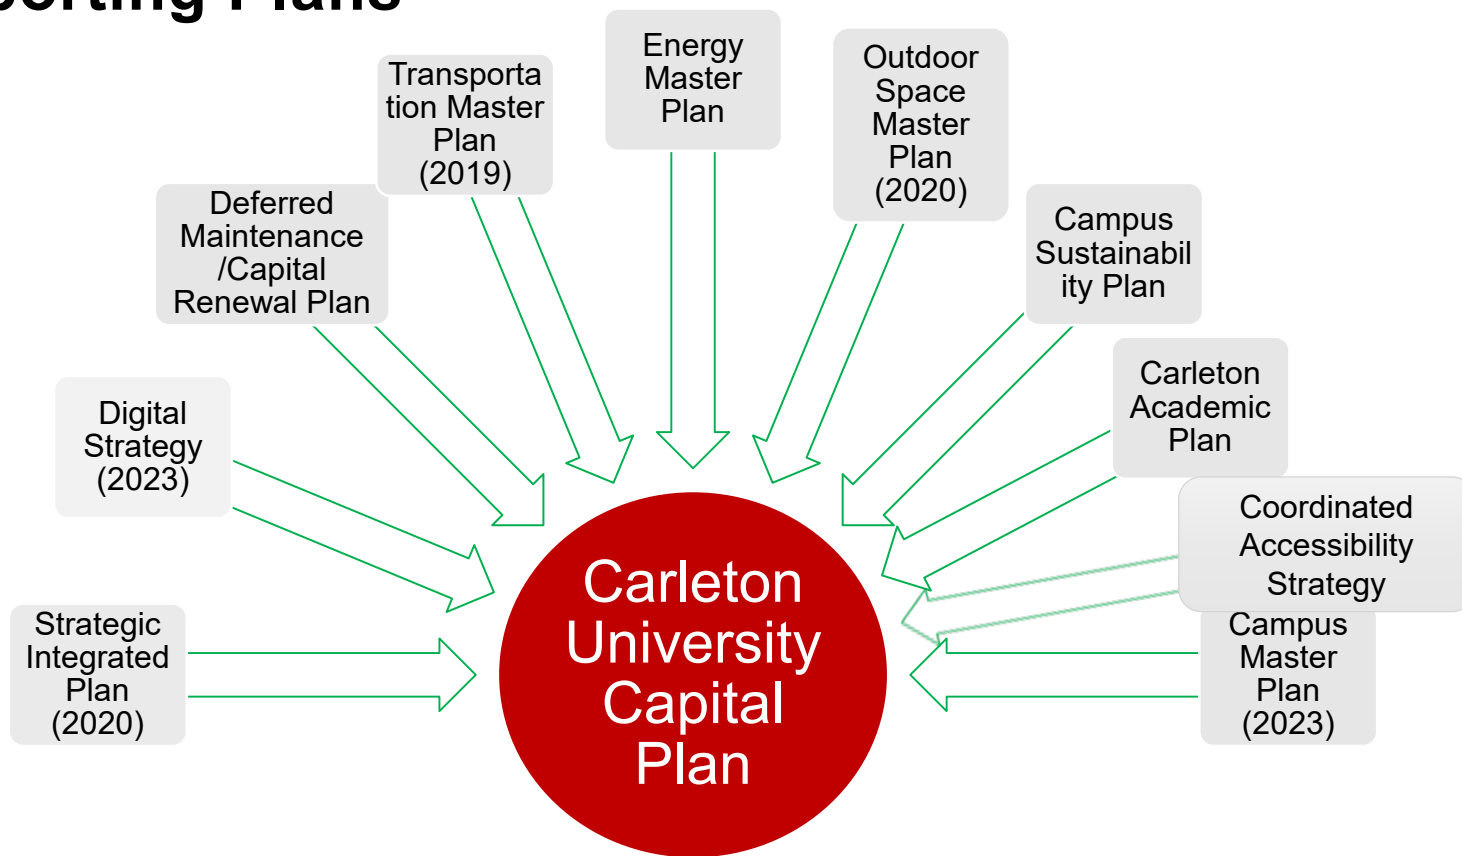 porting Plans
Energy
Master
Plan
Outdoor
Space
Master
Plan
(2020)
Transporta
tion Master
Plan
(2019)
Deferred
Maintenance
/Capital
Renewal Plan
Campus
Sustainabil
ity Plan
Carleton
Academic
Plan
Digital
Strategy
(2023)
Coordinated
Accessibility
Strategy
Strategic
Integrated
Plan
(2020)
Campus
Master
Plan
(2023)
Carleton
University
Capital
Plan